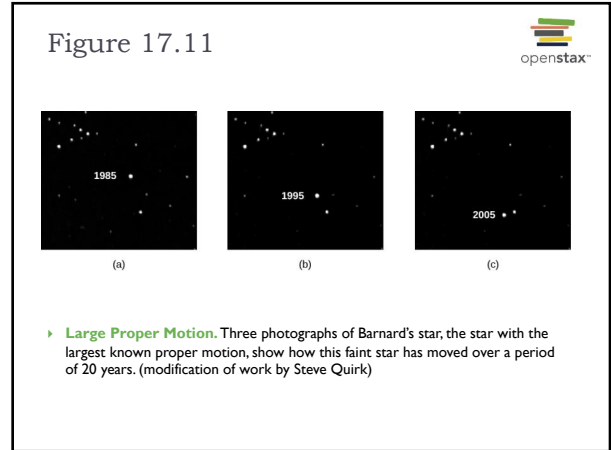 Figure 17.11
openstax™
1985
1995
2005
(a)
(b)
(c)
Large Proper Motion. Three photographs of Barnard's star, the star with the
largest known proper motion, show how this faint star has moved over a period
of 20 years. (modification of work by Steve Quirk)